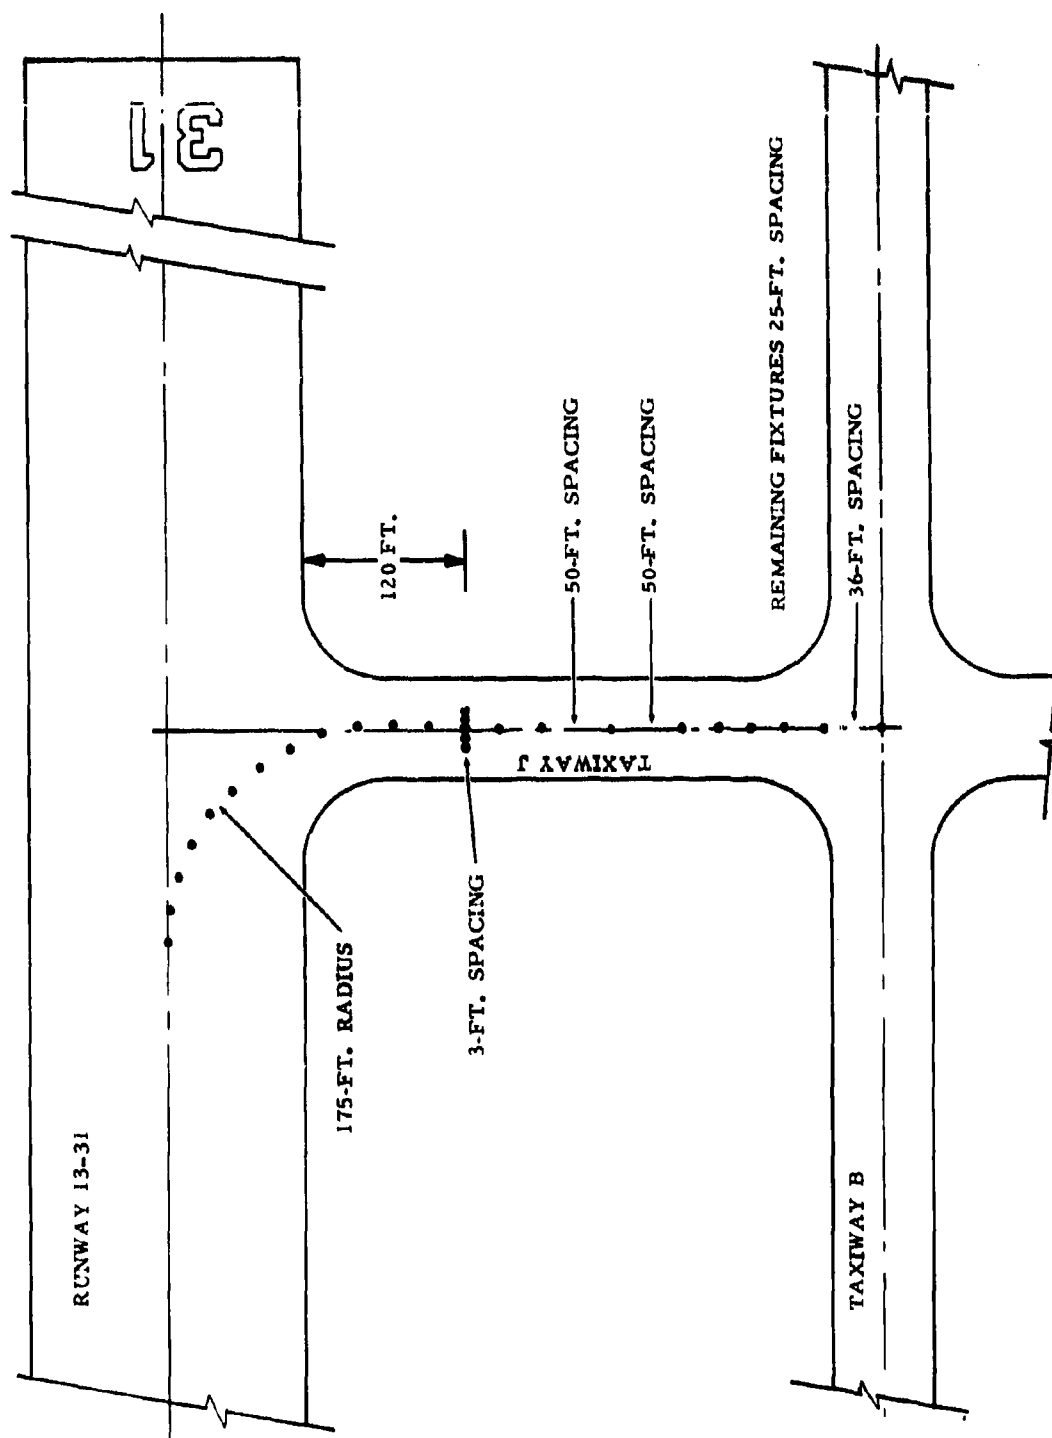 RUNWAY 13-31
31
175-FT. RADIUS
120 FT.
3-FT. SPACING
50-FT. SPACING
50-FT. SPACING
TAXIWAY J
REMAINING FIXTURES 25-FT. SPACING
36-FT. SPACING
TAXIWAY B